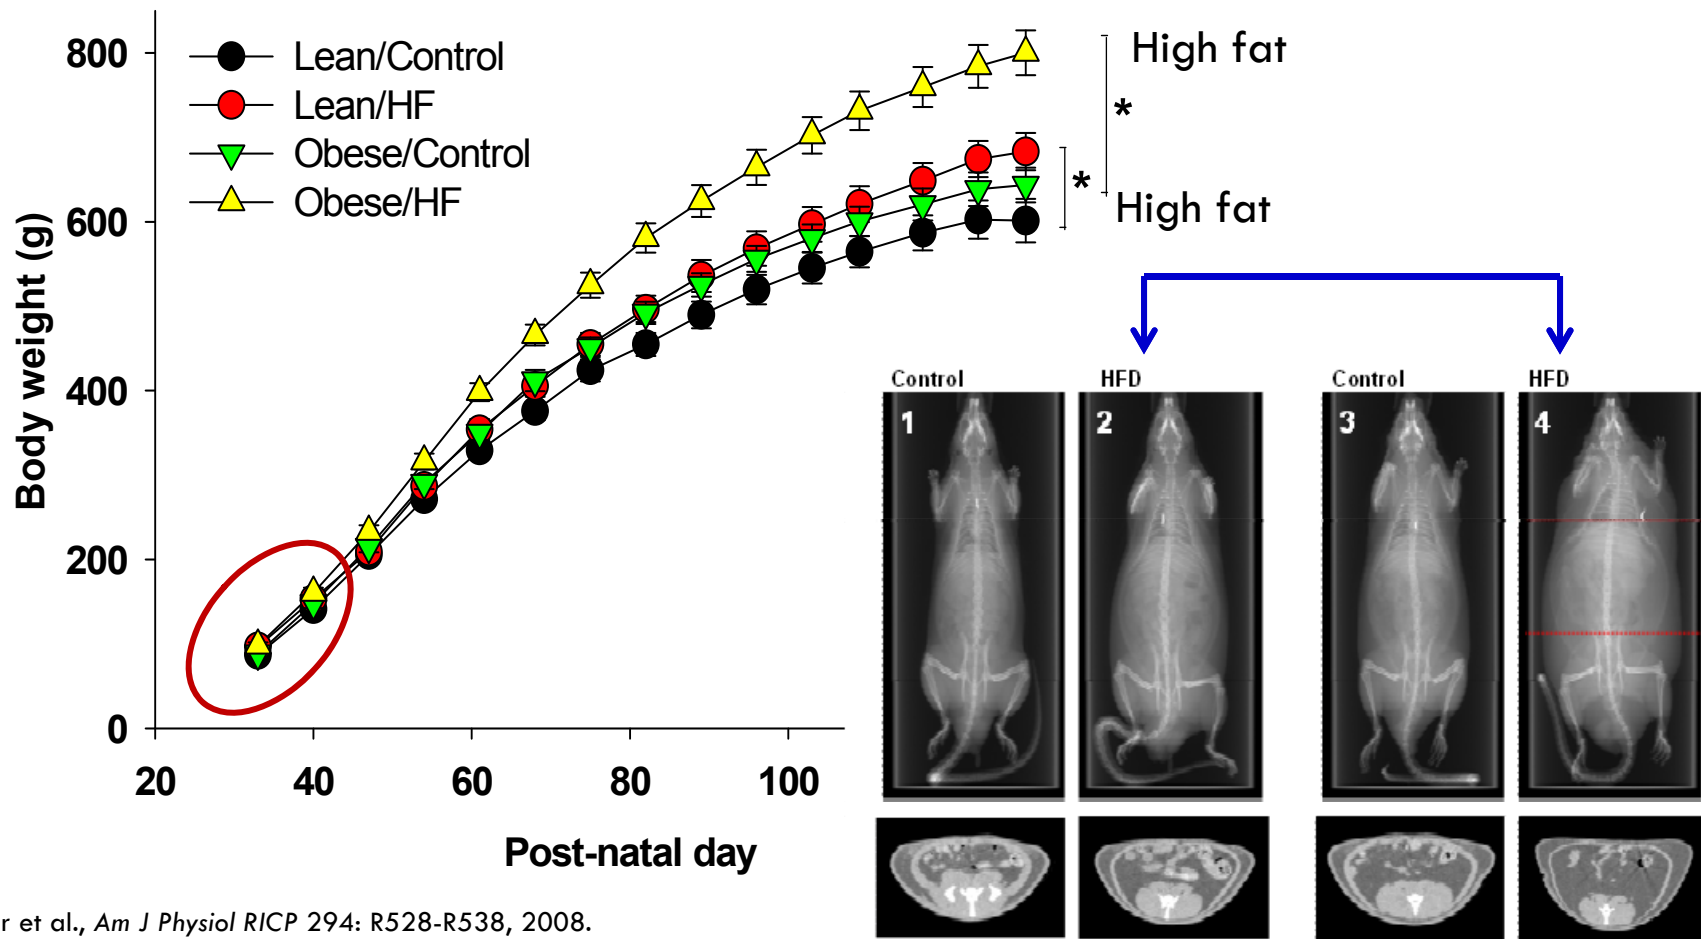 Lean/Control
Lean/HF
Obese/Control
Obese/HF
High fat
*
*
High fat
Body weight (g)
800
600
400
200
0
20 40 60 80 100
Post-natal day
Control HFD Control HFD
1 2 3 4
r et al., Am J Physiol RICP 294: R528-R538, 2008.